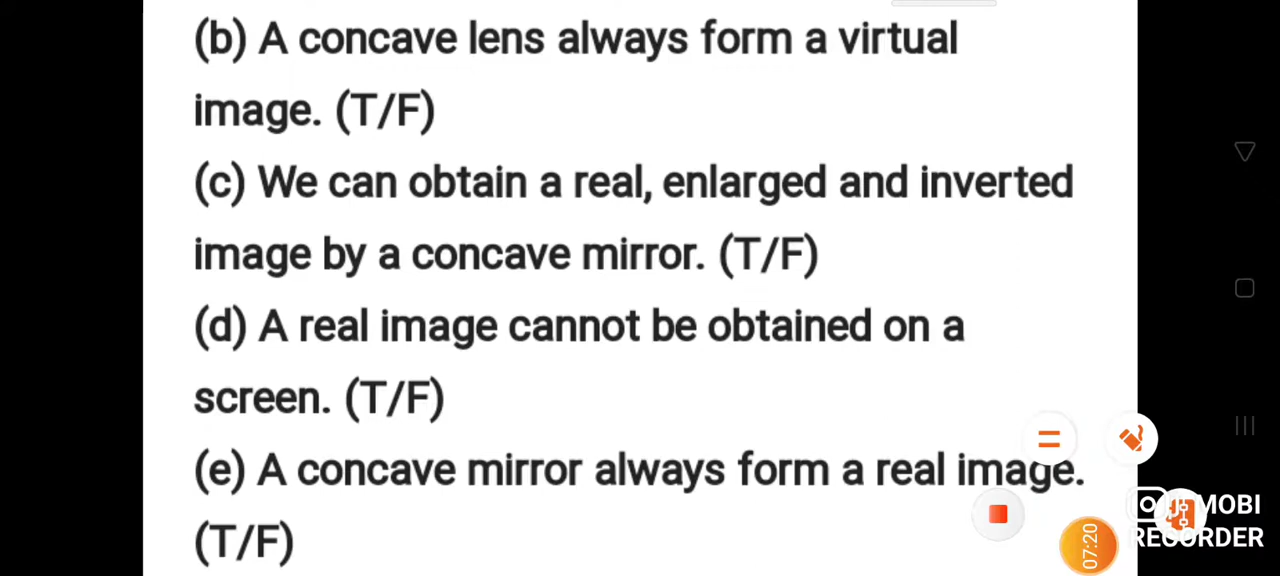 (b) A concave lens always form a virtual
image. (T/F)
(c) We can obtain a real, enlarged and inverted
image by a concave mirror. (T/F)
(d) A real image cannot be obtained on a
screen. (T/F)
(e) A concave mirror always form a real image.
(T/F)
07:20
MOBI
RECORDER